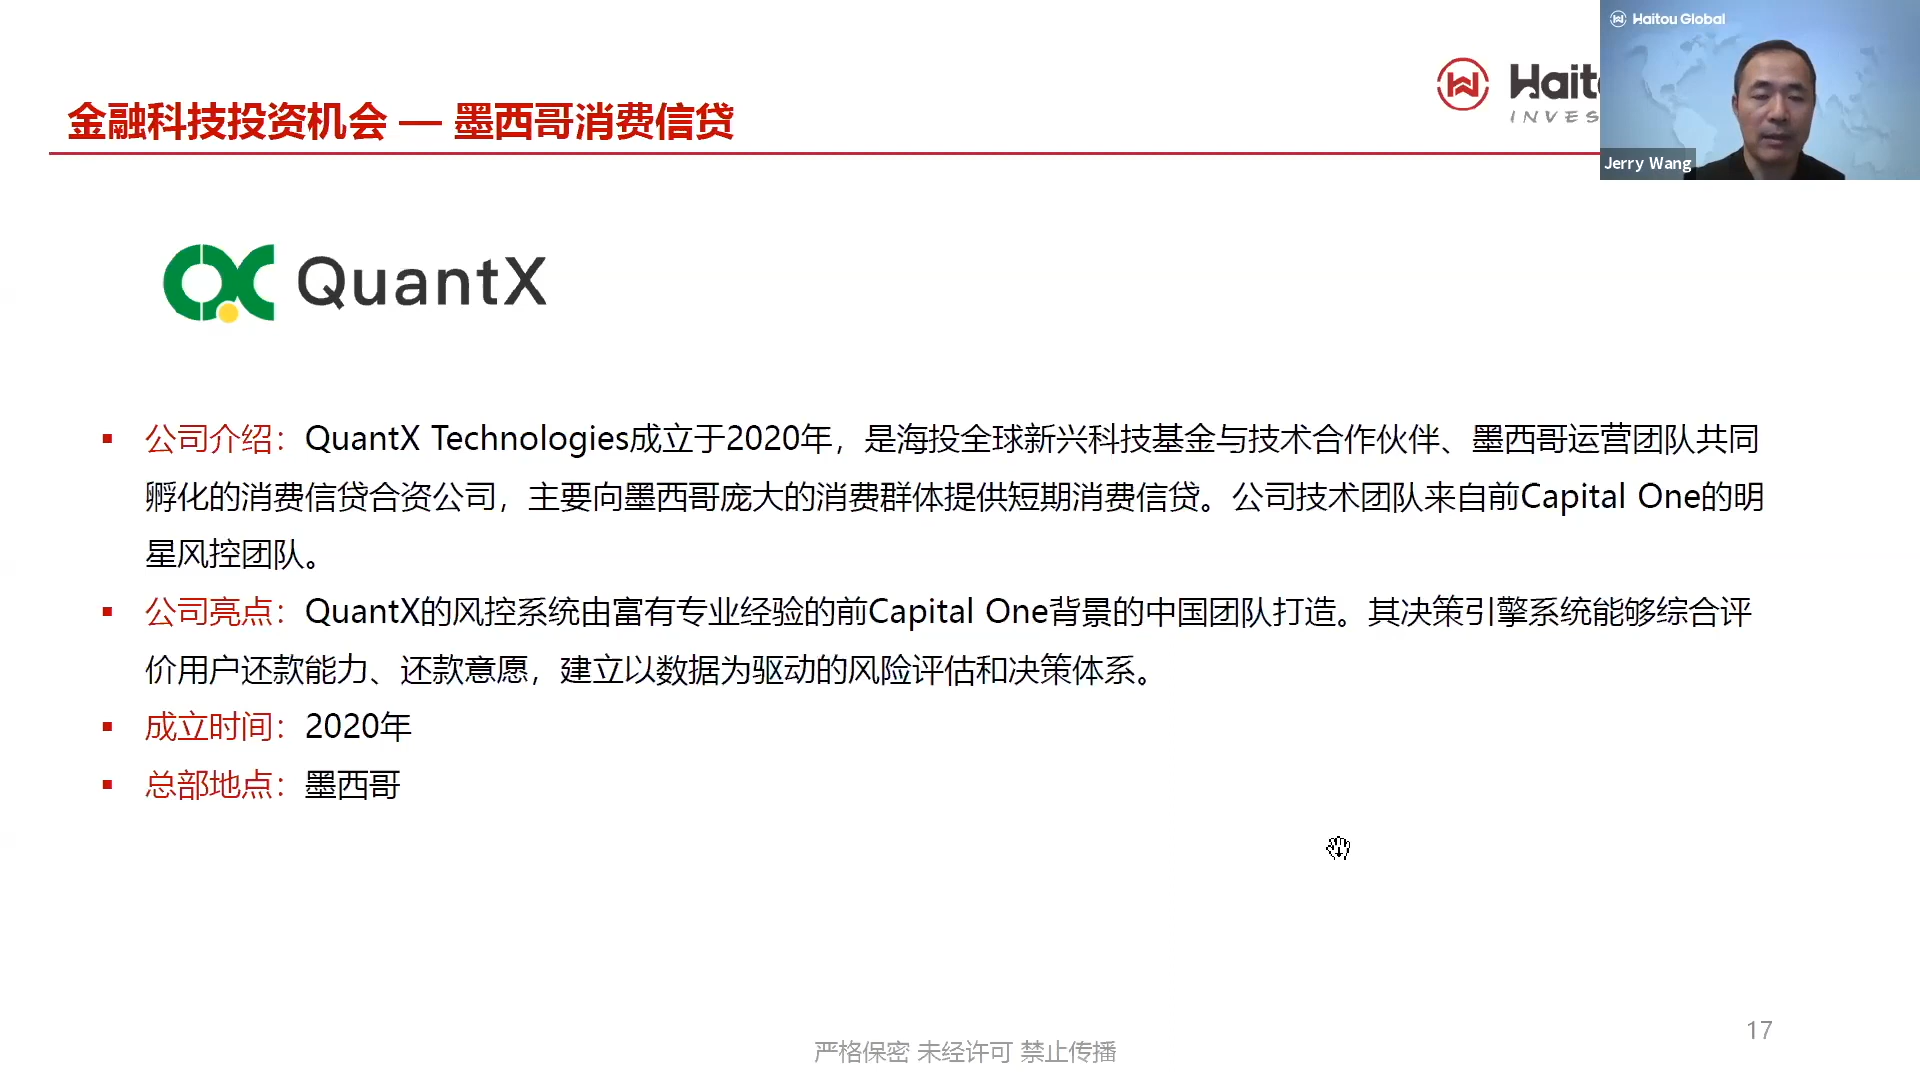 Haitou Global
Hait
INVES
Jerry Wang
金融科技投资机会 — 墨西哥消费信贷
QuantX
▪ 公司介绍：QuantX Technologies成立于2020年，是海投全球新兴科技基金与技术合作伙伴、墨西哥运营团队共同
孵化的消费信贷合资公司，主要向墨西哥庞大的消费群体提供短期消费信贷。公司技术团队来自前Capital One的明
星风控团队。
▪ 公司亮点：QuantX的风控系统由富有专业经验的前Capital One背景的中国团队打造。其决策引擎系统能够综合评
价用户还款能力、还款意愿，建立以数据为驱动的风险评估和决策体系。
▪ 成立时间：2020年
▪ 总部地点：墨西哥
17
严格保密 未经许可 禁止传播